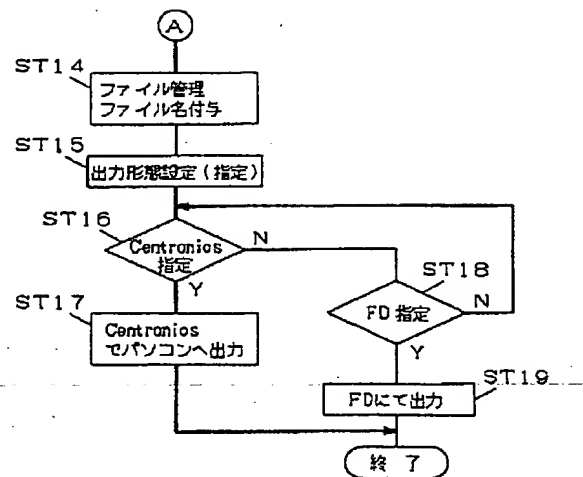 A
ST14
ファイル管理
ファイル名付与
ST15
出力形態設定(指定)
ST16
Centronios
指定
N
Y
ST18
FD指定
N
Y
ST17
Centronios
でパソコンへ出力
ST19
FDにて出力
終了